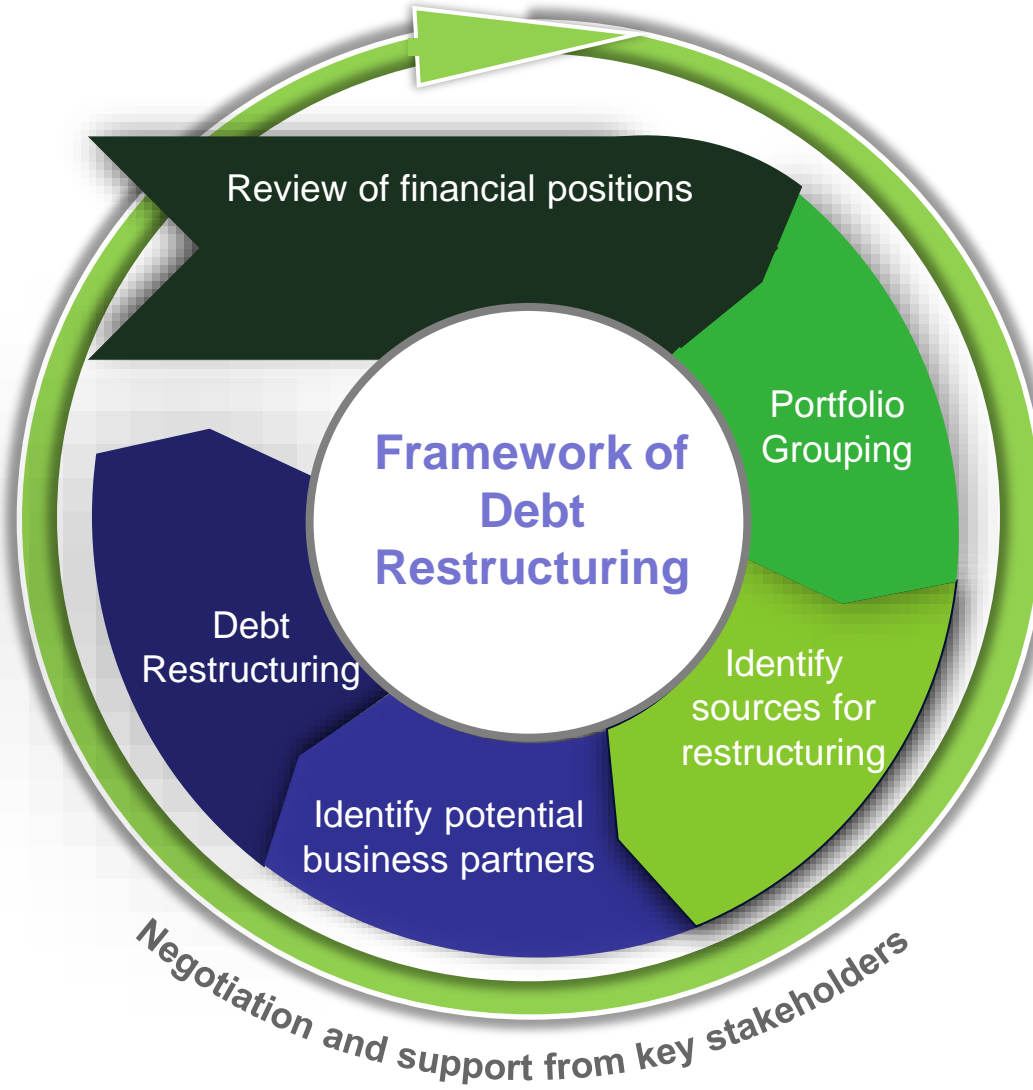 Review of financial positions
Portfolio
Grouping
Identify
sources for
restructuring
Identify potential
business partners
Debt
Restructuring
Framework of
Debt
Restructuring
Negotiation and support from key stakeholders